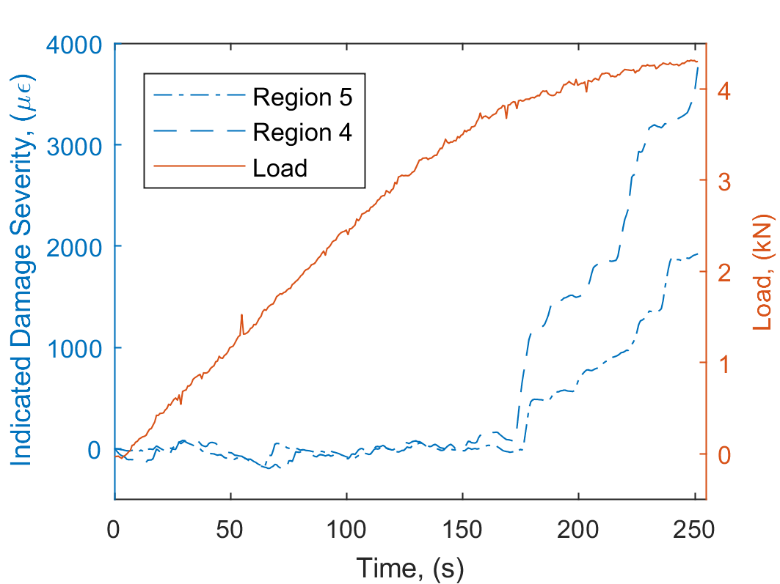 Indicated Damage Severity, (με)
4000
3000
2000
1000
0
Region 5
Region 4
Load
4
3
2
1
0
Load, (kN)
0
50
100
150
200
250
Time, (s)